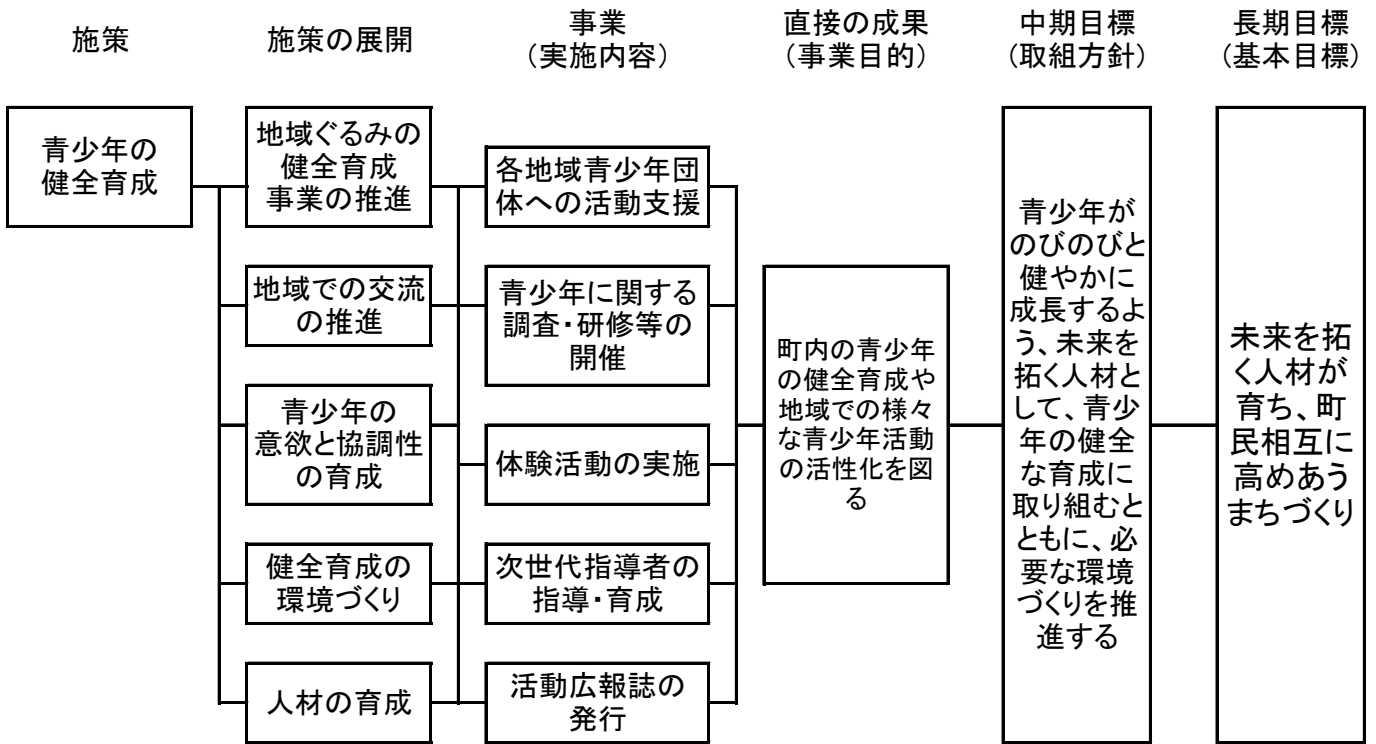 施策
施策の展開
事業
(実施内容)
直接の成果
(事業目的)
中期目標
(取組方針)
長期目標
(基本目標)
青少年の
健全育成
地域ぐるみの
健全育成
事業の推進
地域での交流
の推進
青少年の
意欲と協調性
の育成
健全育成の
環境づくり
人材の育成
各地域青少年団
体への活動支援
青少年に関する
調査・研修等の
開催
体験活動の実施
次世代指導者の
指導・育成
活動広報誌の
発行
町内の青少年
の健全育成や
地域での様々
な青少年活動
の活性化を図
る
青少年が
のびのびと
健やかに
成長するよ
う、未来を
拓く人材と
して、青少
年の健全
な育成に
取り組むと
ともに、必
要な環境
づくりを推
進する
未来を拓
く人材が
育ち、町
民相互に
高めあう
まちづくり